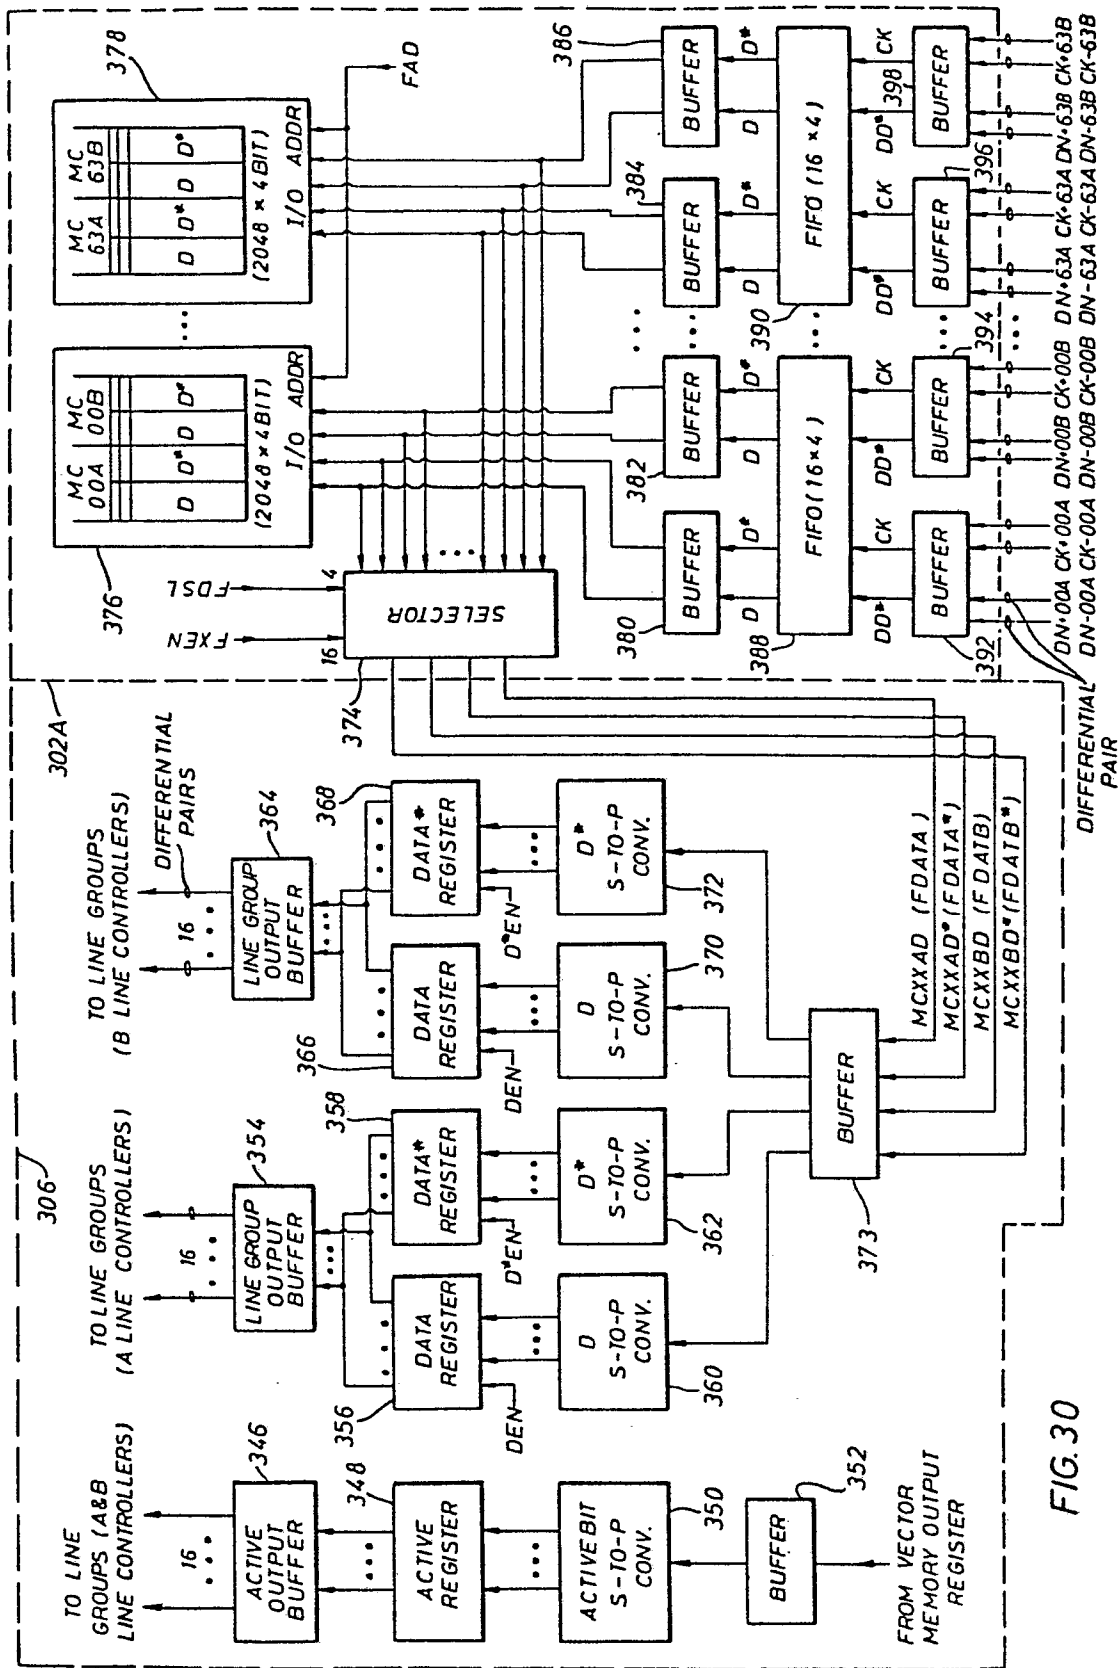 302A
306
TO LINE
GROUPS (A&B
LINE CONTROLLERS)
16
346
ACTIVE
OUTPUT
BUFFER
348
ACTIVE
REGISTER
ACTIVE BIT
S-TO-P
CONV.
350
BUFFER
352
FROM VECTOR
MEMORY OUTPUT
REGISTER
TO LINE GROUPS
(A LINE CONTROLLERS)
16
354
LINE GROUP
OUTPUT
BUFFER
356
DATA
REGISTER
DEN
358
DATA*
REGISTER
D*EN
D
S-TO-P
CONV.
360
D*
S-TO-P
CONV.
362
TO LINE GROUPS
(B LINE CONTROLLERS)
16
DIFFERENTIAL
PAIRS
364
LINE GROUP
OUTPUT
BUFFER
366
DATA
REGISTER
DEN
368
DATA*
REGISTER
D*EN
D
S-TO-P
CONV.
370
D*
S-TO-P
CONV.
372
BUFFER
373
MCXXAD (FDATA)
MCXXAD* (FDATA*)
MCXXBD (FDATB)
MCXXBD* (FDATB*)
374
SELECTOR
16
4
FXEN
FDSL
376
MC
00A
MC
00B
D
D*
D
D*
(2048 x 4BIT)
I/O
ADDR
378
MC
63A
MC
63B
D
D*
D
D*
(2048 x 4 BIT)
I/O
ADDR
FAD
380
BUFFER
382
BUFFER
384
BUFFER
386
BUFFER
D
D*
D
D*
D
D*
D
D*
388
FIFO (16x4)
390
FIFO (16 x 4)
DD*
CK
DD*
CK
DD*
CK
DD*
CK
392
BUFFER
394
BUFFER
396
BUFFER
398
BUFFER
DN+00A CK+00A DN+00B CK+00B DN+63A CK+63A DN+63B CK+63B
DN-00A CK-00A DN-00B CK-00B DN-63A CK-63A DN-63B CK-63B
DIFFERENTIAL
PAIR
FIG. 30